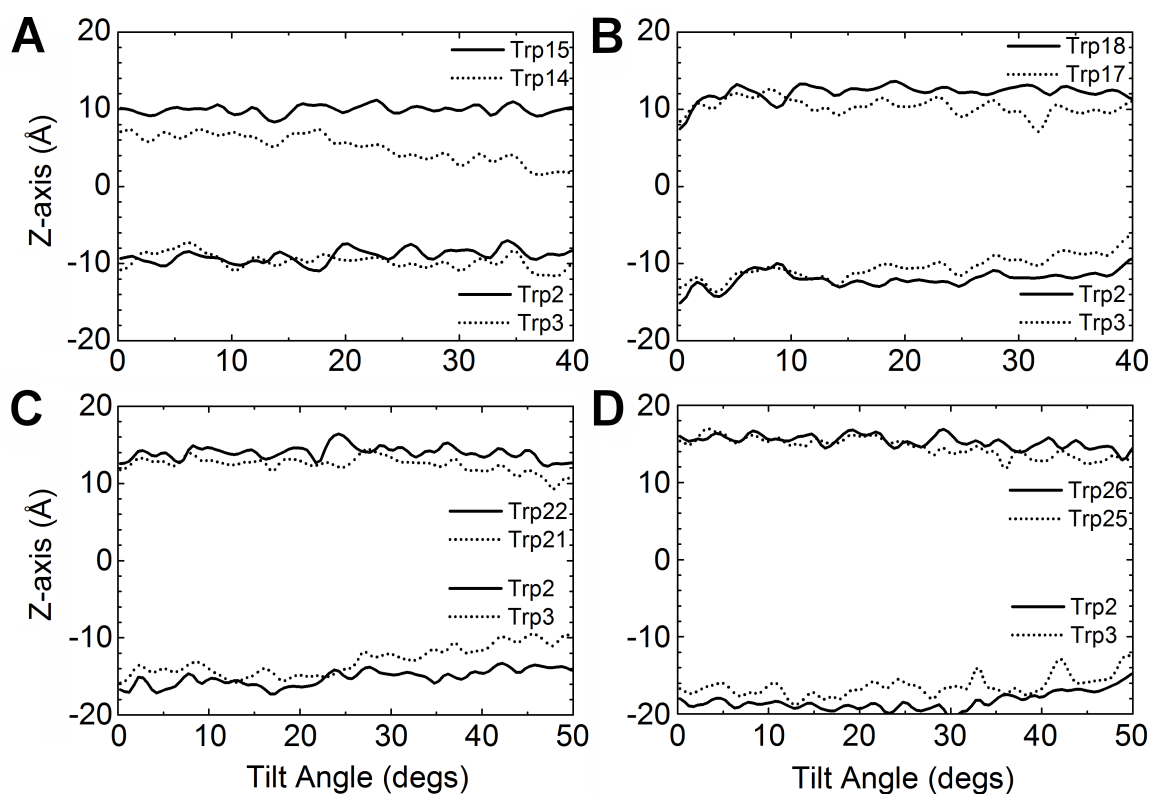 A
20
10
0
-10
-20
Z-axis (Å)
Trp15
Trp14
Trp2
Trp3
0 10 20 30 40
B
20
10
0
-10
-20
Trp18
Trp17
Trp2
Trp3
0 10 20 30 40
C
20
10
0
-10
-20
Z-axis (Å)
Trp22
Trp21
Trp2
Trp3
0 10 20 30 40 50
Tilt Angle (degs)
D
20
10
0
-10
-20
Trp26
Trp25
Trp2
Trp3
0 10 20 30 40 50
Tilt Angle (degs)